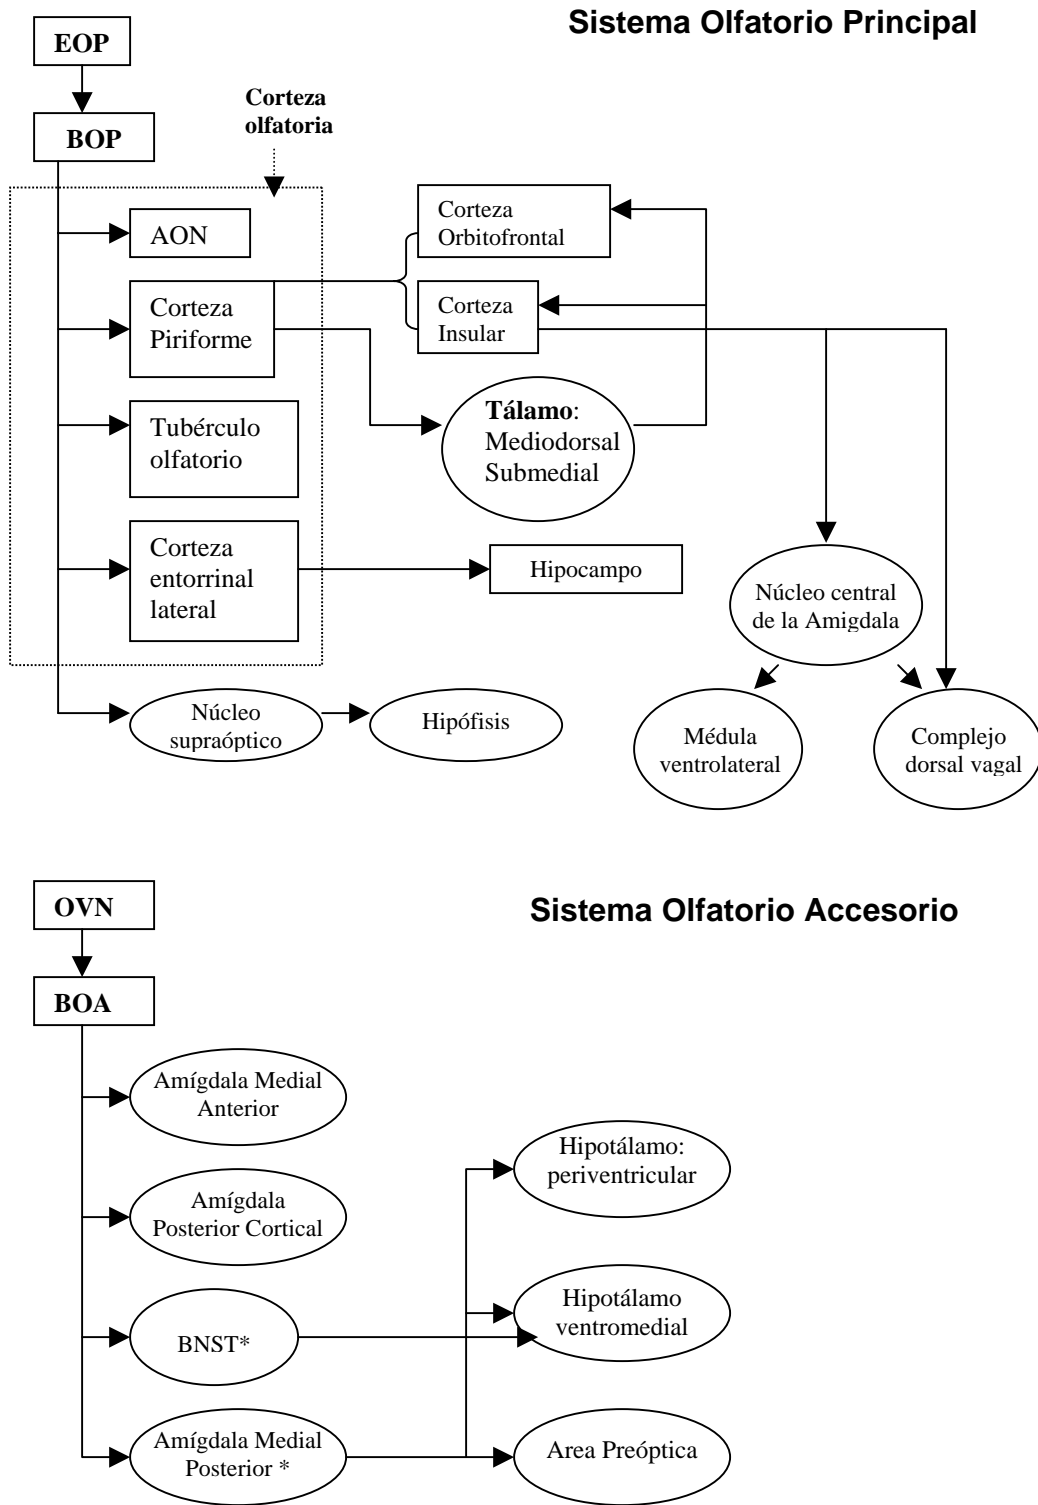 Sistema Olfatorio Principal
EOP
BOP
Corteza
olfatoria
AON
Corteza
Orbitofrontal
Corteza
Piriforme
Corteza
Insular
Tubérculo
olfatorio
Tálamo:
Mediodorsal
Submedial
Corteza
entorrinal
lateral
Hipocampo
Núcleo central
de la Amigdala
Núcleo
supraóptico
Hipófisis
Médula
ventrolateral
Complejo
dorsal vagal
OVN
Sistema Olfatorio Accesorio
BOA
Amígdala Medial
Anterior
Amígdala
Posterior Cortical
Hipotálamo:
periventricular
BNST*
Hipotálamo
ventromedial
Amígdala Medial
Posterior *
Area Preóptica